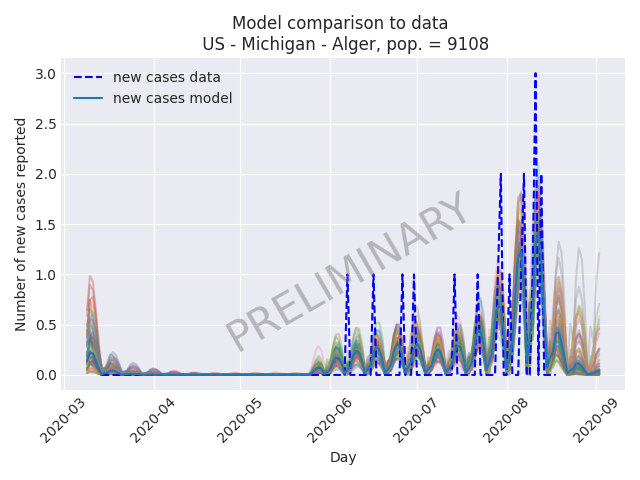 Model comparison to data
US - Michigan - Alger, pop. = 9108
new cases data
new cases model
Number of new cases reported
3.0
2.5
2.0
1.5
1.0
0.5
0.0
PRELIMINARY
2020-03
2020-04
2020-05
2020-06
2020-07
2020-08
2020-09
Day